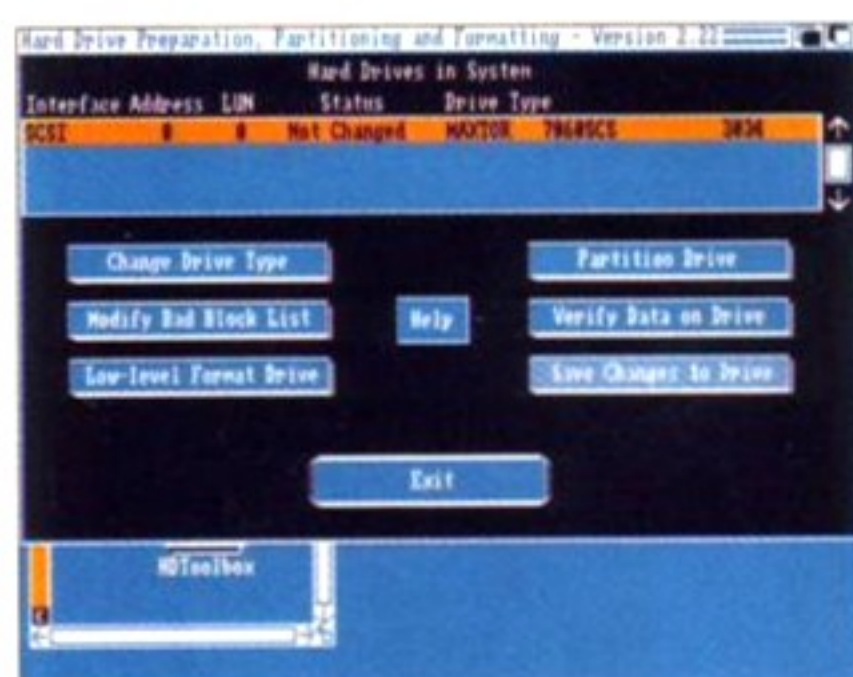 Hard Drive Preparation, Partitioning and Formatting - Version 2.22
Hard Drives in System
Interface Address LUN Status Drive Type
SCSI 0 0 Not Changed MAXTOR 7060SCS 3036
Change Drive Type
Partition Drive
Modify Bad Block List
Help
Verify Data on Drive
Low-level Format Drive
Save Changes to Drive
Exit
HDToolbox